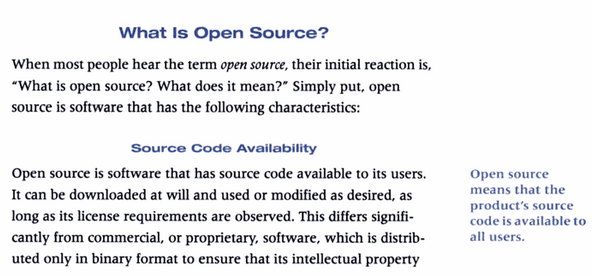 What Is Open Source?
When most people hear the term open source, their initial reaction is,
“What is open source? What does it mean?” Simply put, open
source is software that has the following characteristics:
Source Code Availability
Open source is software that has source code available to its users.
It can be downloaded at will and used or modified as desired, as
long as its license requirements are observed. This differs signifi-
cantly from commercial, or proprietary, software, which is distrib-
uted only in binary format to ensure that its intellectual property
Open source
means that the
product's source
code is available to
all users.